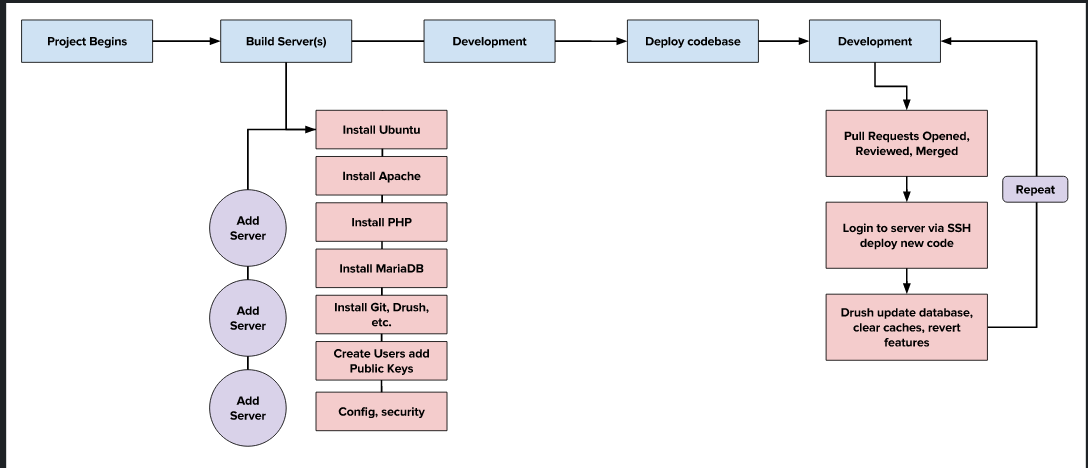 Project Begins
Build Server(s)
Development
Deploy codebase
Development
Install Ubuntu
Install Apache
Install PHP
Install MariaDB
Install Git, Drush,
etc.
Create Users add
Public Keys
Config, security
Add
Server
Add
Server
Add
Server
Pull Requests Opened,
Reviewed, Merged
Login to server via SSH
deploy new code
Drush update database,
clear caches, revert
features
Repeat